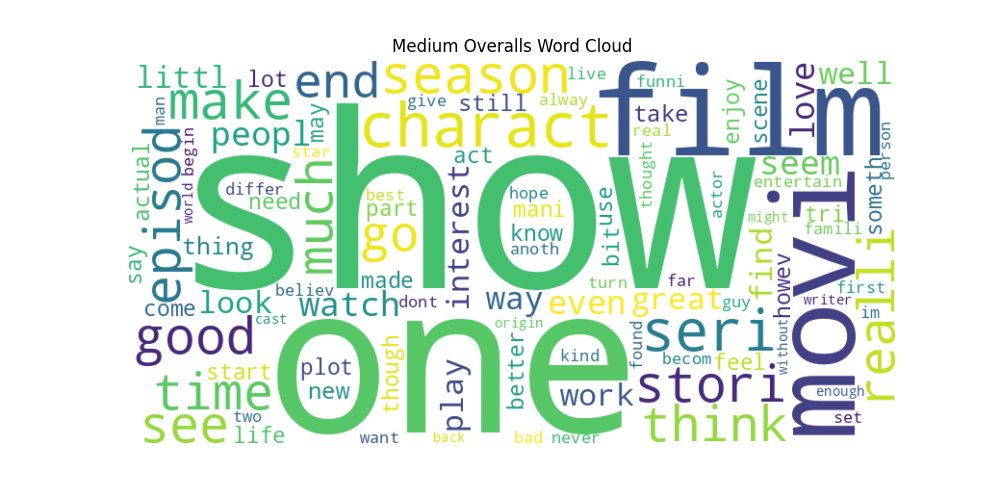 Medium Overalls Word Cloud
littl
lot
end
season
live
funni
film
love
well
make
man
may
give
still
alway
take
enjoy
scene
peopl
charact
real
person
episod
begin
actual
star
act
thought
seem
show
world
differ
need
much
best
part
go
interest
hope
mani
know
anoth
use
bit
actor
entertain
might
tri
famili
someth
movi
say
thing
believ
made
turn
far
find
howev
realli
come
look
watch
dont
way
even
great
guy
writer
first
im
good
cast
one
origin
seri
found
becom
feel
without
time
start
plot
new
though
play
better
kind
work
stori
enough
set
see
two
life
want
back
bad
never
think